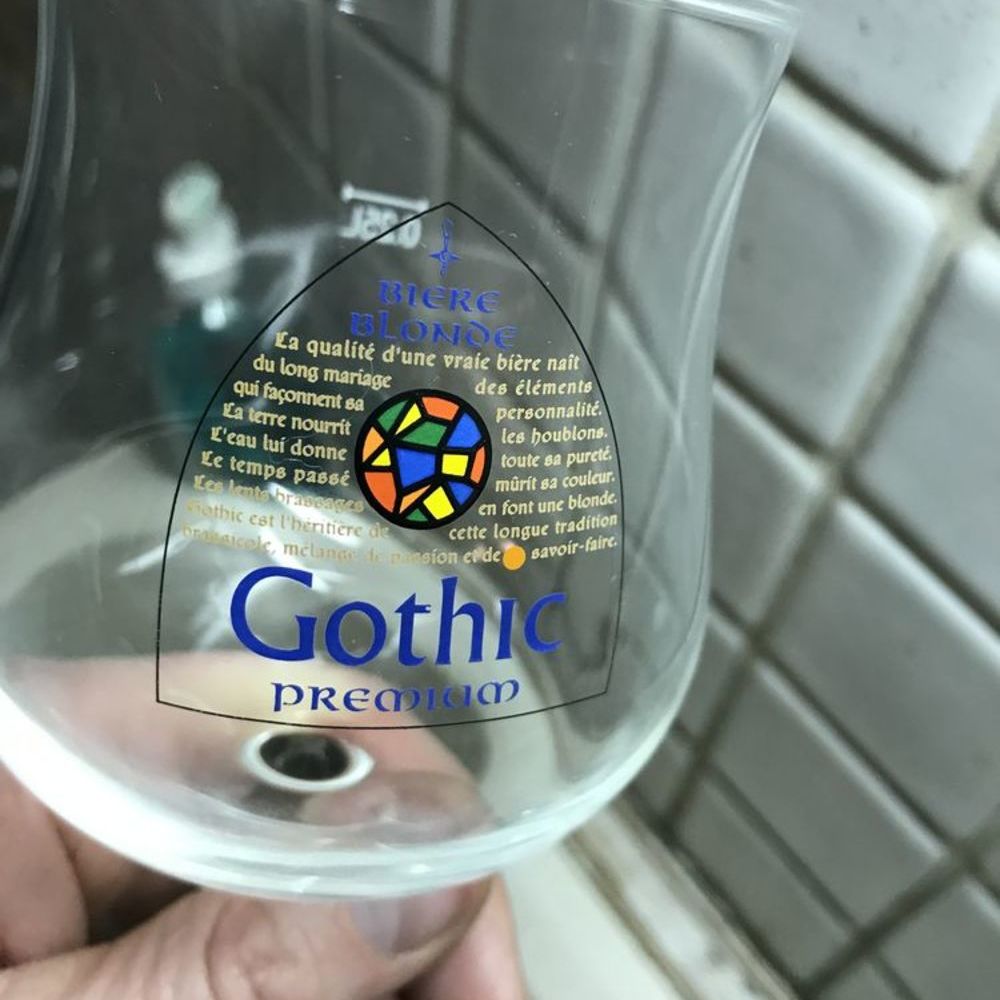 0.25L
BIERE
BLONDE
La qualité d'une vraie bière naît
du long mariage des éléments
qui façonnent sa personnalité.
La terre nourrit les houblons.
L'eau lui donne toute sa pureté.
Le temps passé mûrit sa couleur.
Les lents brassages en font une blonde.
Gothic est l'héritière de cette longue tradition
brassicole, mélange de passion et de savoir-faire.
Gothic
PREMIUM